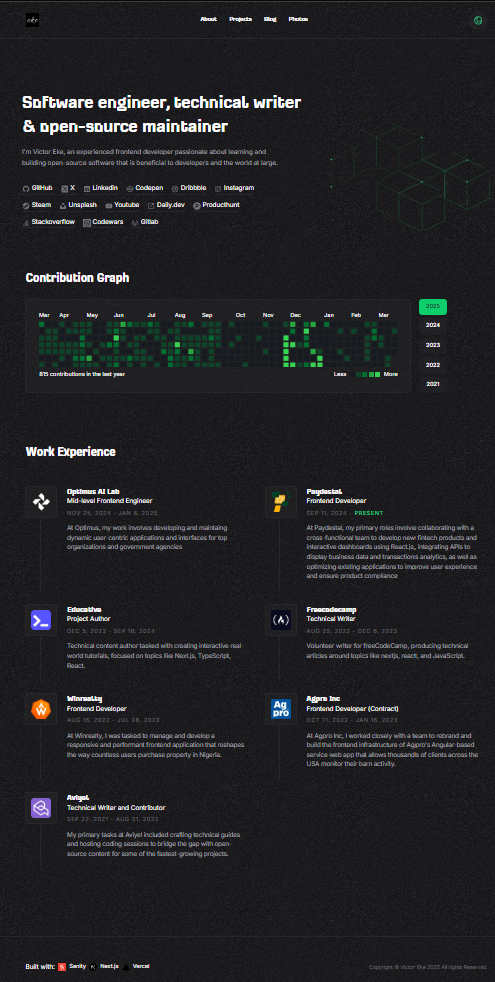 eke
About Projects Blog Photos
Software engineer, technical writer
& open-source maintainer
I'm Victor Eke, an experienced frontend developer passionate about learning and
building open-source software that is beneficial to developers and the world at large.
GitHub X Linkedin Codepen Dribbble Instagram
Steam Unsplash Youtube Daily.dev Producthunt
Stackoverflow Codewars Gitlab
Contribution Graph
2025
Mar Apr May Jun Jul Aug Sep Oct Nov Dec Jan Feb Mar
2024
2023
2022
815 contributions in the last year Less More
2021
Work Experience
Optimus AI Lab
Mid-level Frontend Engineer
NOV 25, 2024 - JAN 8, 2025
At Optimus, my work involves developing and maintaing
dynamic user-centric applications and interfaces for top
organizations and government agencies
Paydestal
Frontend Developer
SEP 11, 2024 - PRESENT
At Paydestal, my primary roles involve collaborating with a
cross-functional team to develop new fintech products and
interactive dashboards using React.js, integrating APIs to
display business data and transactions analytics, as well as
optimizing existing applications to improve user experience
and ensure product compliance
Educative
Project Author
DEC 5, 2023 - SEP 16, 2024
Technical content author tasked with creating interactive real-
world tutorials, focused on topics like Next.js, TypeScript,
React.
(A)
Freecodecamp
Technical Writer
AUG 25, 2022 - DEC 6, 2023
Volunteer writer for freeCodeCamp, producing technical
articles around topics like next.js, react, and JavaScript.
Winrealty
Frontend Developer
AUG 16, 2022 - JUL 28, 2023
At Winrealty, I was tasked to manage and develop a
responsive and performant frontend application that reshapes
the way countless users purchase property in Nigeria.
Ag
pro
Agpro Inc
Frontend Developer (Contract)
OCT 11, 2022 - JAN 16, 2023
At Agpro Inc, I worked closely with a team to rebrand and
build the frontend infrastructure of Agpro's Angular-based
service web app that allows thousands of clients across the
USA monitor their barn activity.
Aviyel
Technical Writer and Contributor
SEP 22, 2021 - AUG 31, 2022
My primary tasks at Aviyel included crafting technical guides
and hosting coding sessions to bridge the gap with open-
source content for some of the fastest-growing projects.
Built with: Sanity Next.js Vercel
Copyright © Victor Eke 2025 All rights Reserved